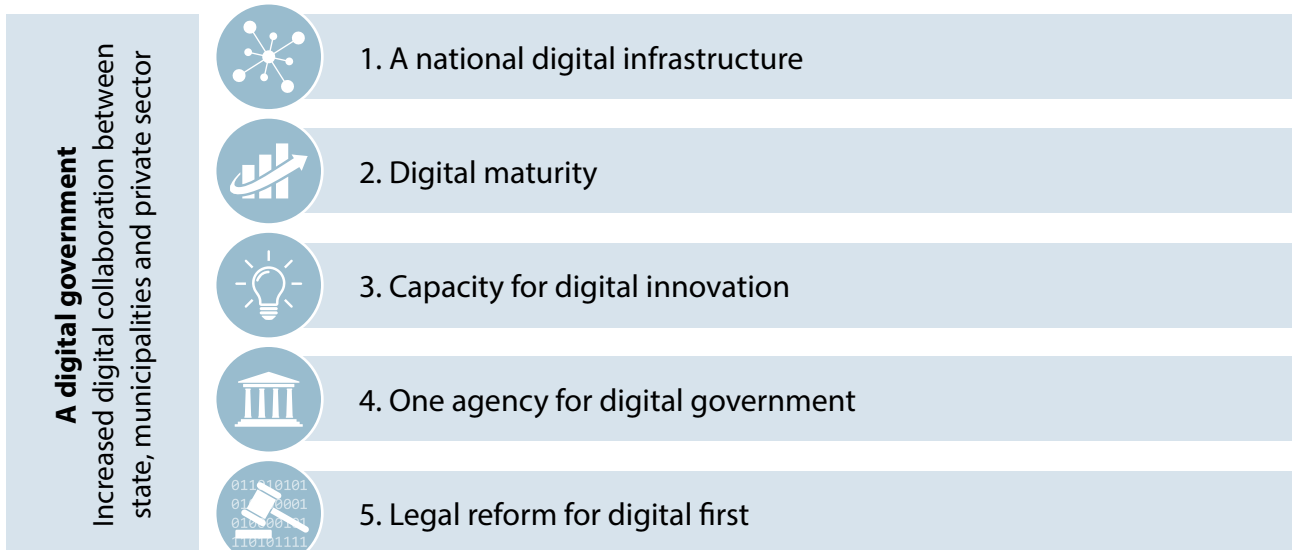 A digital government
Increased digital collaboration between
state, municipalities and private sector
1. A national digital infrastructure
2. Digital maturity
3. Capacity for digital innovation
4. One agency for digital government
5. Legal reform for digital first
110101111